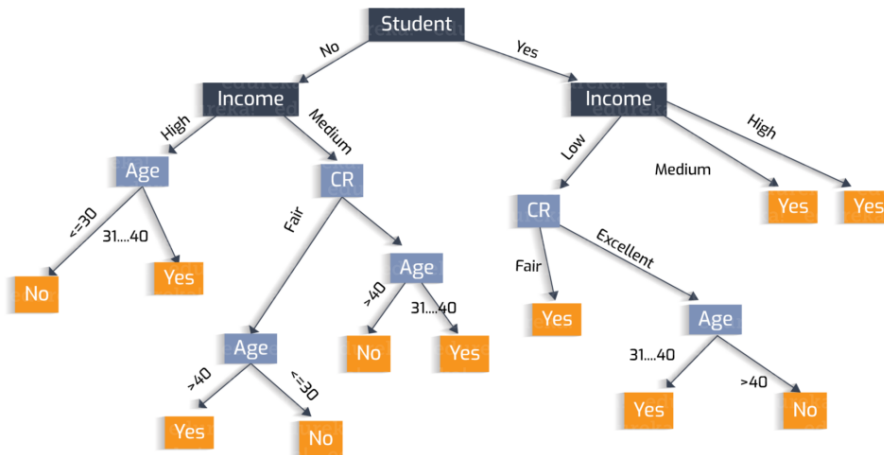 Student
No
Yes
Income
Income
High
Medium
Low
Medium
High
Age
CR
CR
Yes
Yes
<=30
31....40
Fair
Fair
Excellent
No
Yes
Age
>40
31....40
Yes
Age
Age
No
Yes
31....40
>40
>40
<=30
Yes
No
Yes
No